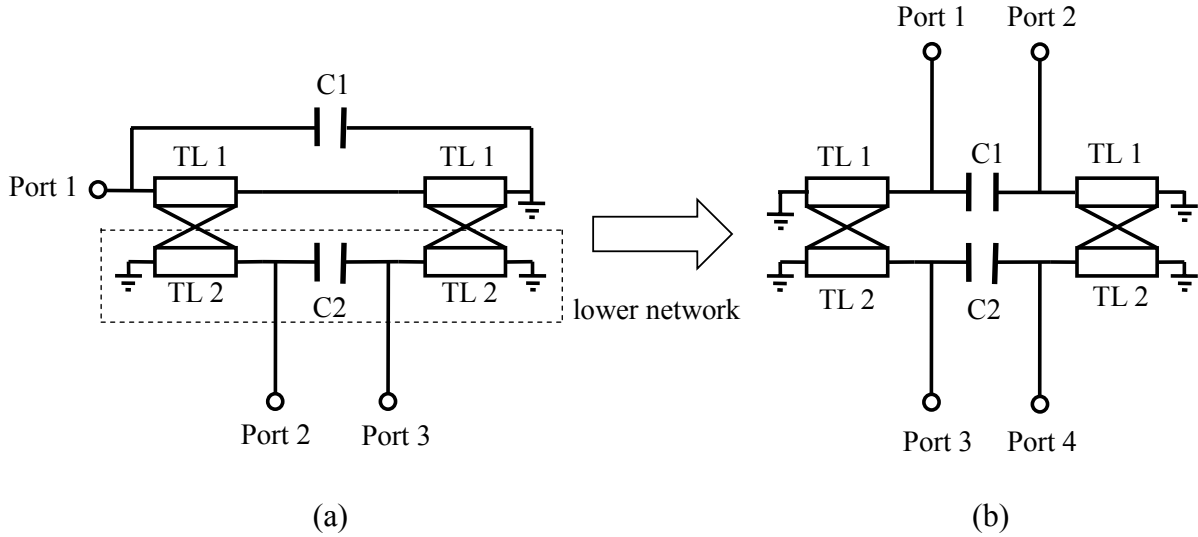 Port 1 Port 2
C1
TL 1 TL 1
Port 1
TL 2 C2 TL 2
lower network
Port 2 Port 3
(a)
TL 1 C1 TL 1
TL 2 C2 TL 2
Port 3 Port 4
(b)